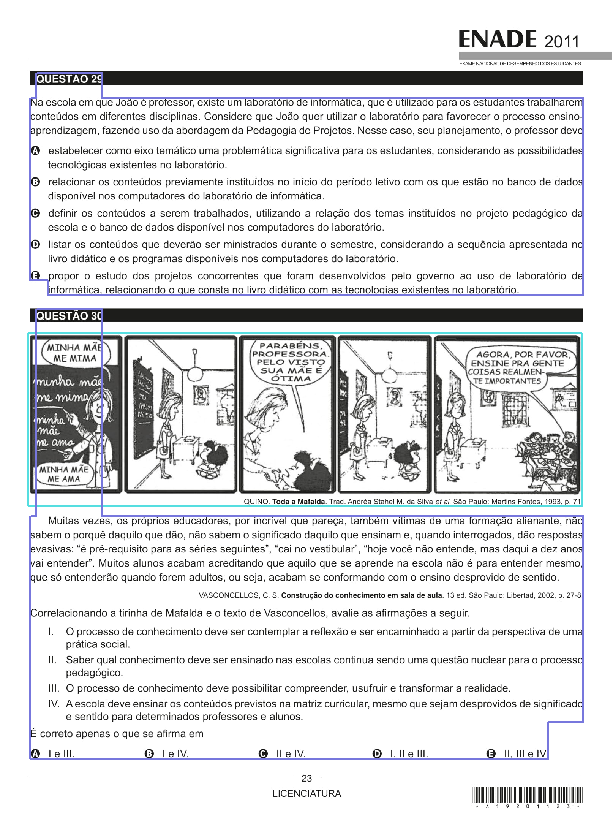 ENADE 2011
EXAME NACIONAL DE DESEMPENHO DOS ESTUDANTES
QUESTÃO 29
Na escola em que João é professor, existe um laboratório de informática, que é utilizado para os estudantes trabalharem
conteúdos em diferentes disciplinas. Considere que João quer utilizar o laboratório para favorecer o processo ensino-
aprendizagem, fazendo uso da abordagem da Pedagogia de Projetos. Nesse caso, seu planejamento, o professor deve
A estabelecer como eixo temático uma problemática significativa para os estudantes, considerando as possibilidades
tecnológicas existentes no laboratório.
B relacionar os conteúdos previamente instituídos no início do período letivo com os que estão no banco de dados
disponível nos computadores do laboratório de informática.
C definir os conteúdos a serem trabalhados, utilizando a relação dos temas instituídos no projeto pedagógico da
escola e o banco de dados disponível nos computadores do laboratório.
D listar os conteúdos que deverão ser ministrados durante o semestre, considerando a sequência apresentada no
livro didático e os programas disponíveis nos computadores do laboratório.
E propor o estudo dos projetos concorrentes que foram desenvolvidos pelo governo ao uso de laboratório de
informática, relacionando o que consta no livro didático com as tecnologias existentes no laboratório.
QUESTÃO 30
MINHA MÃE
ME MIMA
minha mãe
me mima
minha
mãe
me ama
MINHA MÃE
ME AMA
PARABÉNS,
PROFESSORA.
PELO VISTO
SUA MÃE É
ÓTIMA
AGORA, POR FAVOR,
ENSINE PRA GENTE
COISAS REALMEN-
TE IMPORTANTES
QUINO. Toda a Mafalda. Trad. Andréa Stahel M. da Silva et al. São Paulo: Martins Fontes, 1993, p. 71.
Muitas vezes, os próprios educadores, por incrível que pareça, também vítimas de uma formação alienante, não
sabem o porquê daquilo que dão, não sabem o significado daquilo que ensinam e, quando interrogados, dão respostas
evasivas: “é pré-requisito para as séries seguintes”, “cai no vestibular”, “hoje você não entende, mas daqui a dez anos
vai entender”. Muitos alunos acabam acreditando que aquilo que se aprende na escola não é para entender mesmo,
que só entenderão quando forem adultos, ou seja, acabam se conformando com o ensino desprovido de sentido.
VASCONCELLOS, C. S. Construção do conhecimento em sala de aula. 13 ed. São Paulo: Libertad, 2002, p. 27-8.
Correlacionando a tirinha de Mafalda e o texto de Vasconcellos, avalie as afirmações a seguir.
I. O processo de conhecimento deve ser contemplar a reflexão e ser encaminhado a partir da perspectiva de uma
prática social.
II. Saber qual conhecimento deve ser ensinado nas escolas continua sendo uma questão nuclear para o processo
pedagógico.
III. O processo de conhecimento deve possibilitar compreender, usufruir e transformar a realidade.
IV. A escola deve ensinar os conteúdos previstos na matriz curricular, mesmo que sejam desprovidos de significado
e sentido para determinados professores e alunos.
É correto apenas o que se afirma em
A I e III. B I e IV. C II e IV. D I, II e III. E II, III e IV.
23
LICENCIATURA